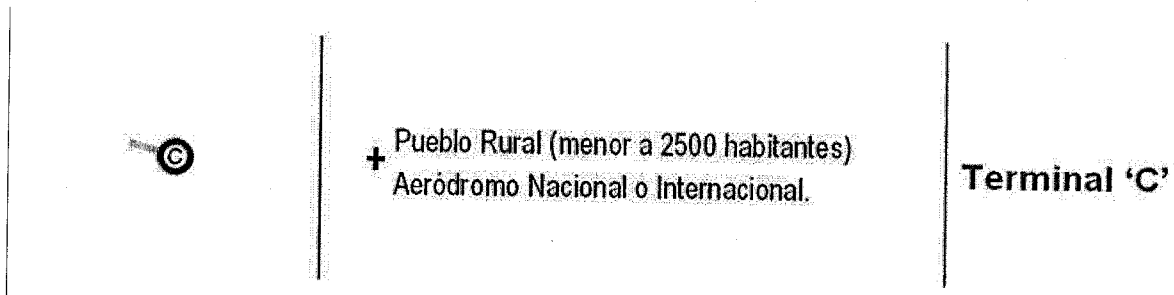 C
+ Pueblo Rural (menor a 2500 habitantes)
Aeródromo Nacional o Internacional.
Terminal ‘C’